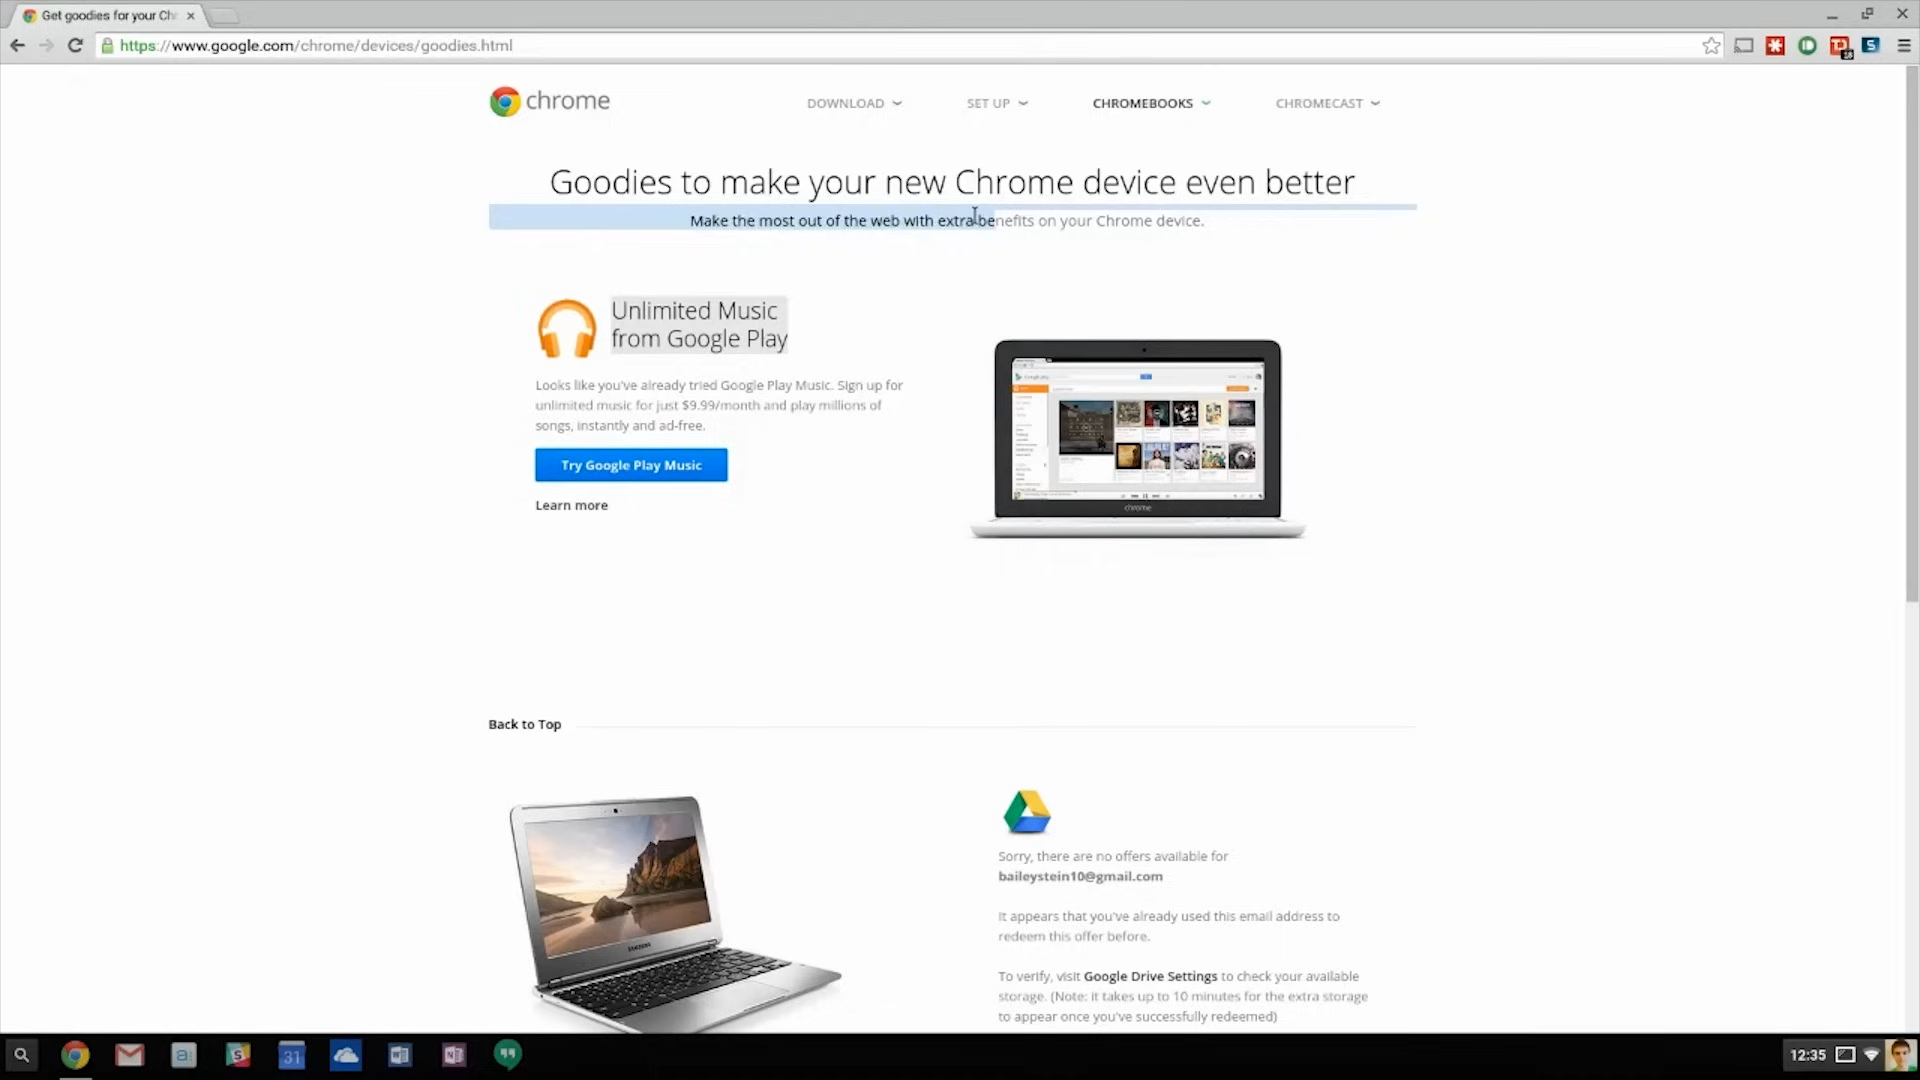 Get goodies for your Ch
https://www.google.com/chrome/devices/goodies.html
chrome
DOWNLOAD
SET UP
CHROMEBOOKS
CHROMECAST
Goodies to make your new Chrome device even better
Make the most out of the web with extra benefits on your Chrome device.
Unlimited Music
from Google Play
Looks like you've already tried Google Play Music. Sign up for
unlimited music for just $9.99/month and play millions of
songs, instantly and ad-free.
Try Google Play Music
Learn more
chrome
Back to Top
SAMSUNG
Sorry, there are no offers available for
baileystein10@gmail.com
It appears that you've already used this email address to
redeem this offer before.
To verify, visit Google Drive Settings to check your available
storage. (Note: it takes up to 10 minutes for the extra storage
to appear once you've successfully redeemed)
31
12:35